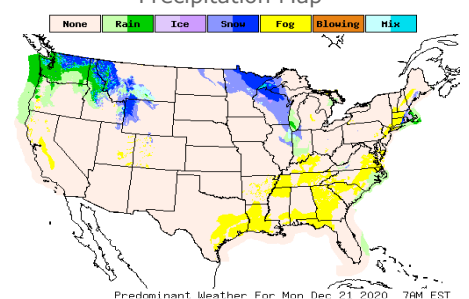 Precipitation Map
None Rain Ice Snow Fog Blowing Mix
Predominant Weather For Mon Dec 21 2020 7AM EST